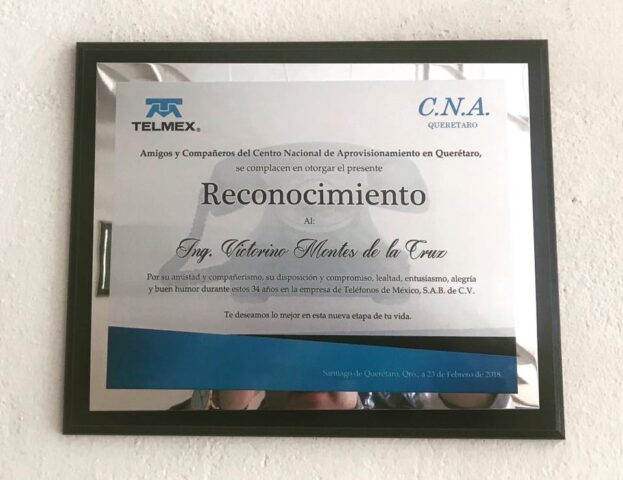 TELMEX®
C.N.A.
QUERETARO
Amigos y Compañeros del Centro Nacional de Aprovisionamiento en Querétaro,
se complacen en otorgar el presente
Reconocimiento
Al:
Ing. Victorino Montes de la Cruz
Por su amistad y compañerismo, su disposición y compromiso, lealtad, entusiasmo, alegría
y buen humor durante estos 34 años en la empresa de Teléfonos de México, S.A.B. de C.V.
Te deseamos lo mejor en esta nueva etapa de tu vida.
Santiago de Querétaro, Qro., a 23 de Febrero de 2018.